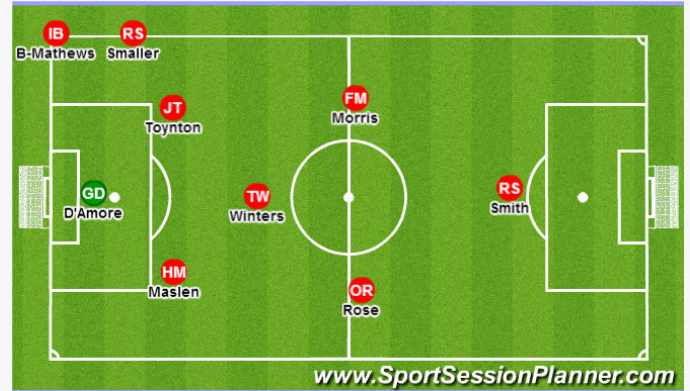 IB
B-Mathews
RS
Smaller
FM
Morris
JT
Toynton
GD
D'Amore
TW
Winters
RS
Smith
HM
Maslen
OR
Rose
www.SportSessionPlanner.com